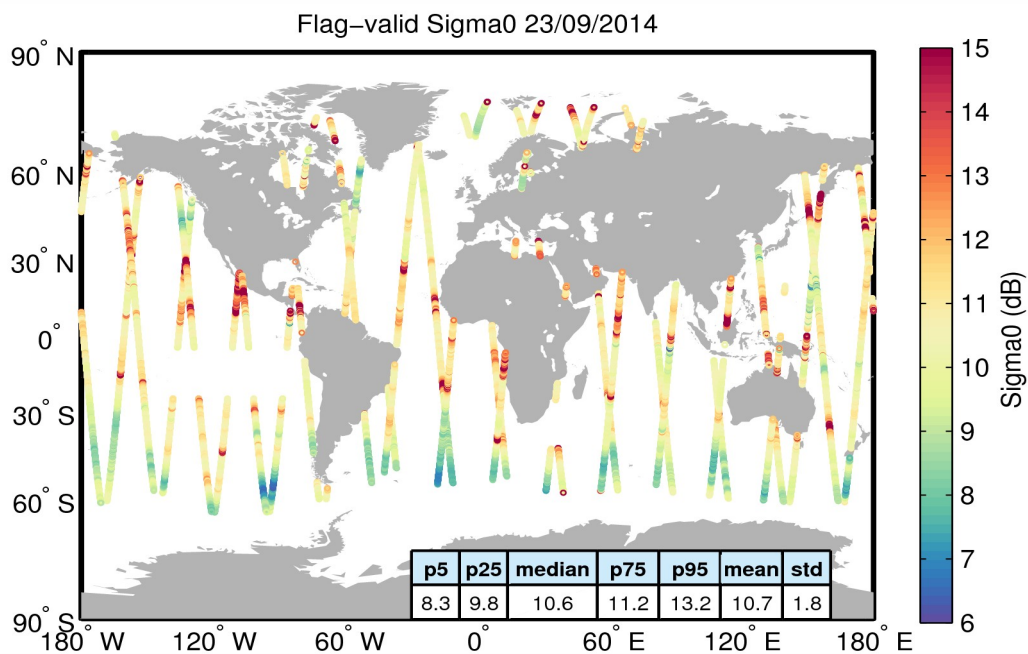 Flag−valid Sigma0 23/09/2014
90° N
60° N
30° N
0°
30° S
60° S
90° S
180° W
120° W
60° W
0°
60° E
120° E
180° E
p5 p25 median p75 p95 mean std
8.3 9.8 10.6 11.2 13.2 10.7 1.8
15
14
13
12
11
10
9
8
7
6
Sigma0 (dB)